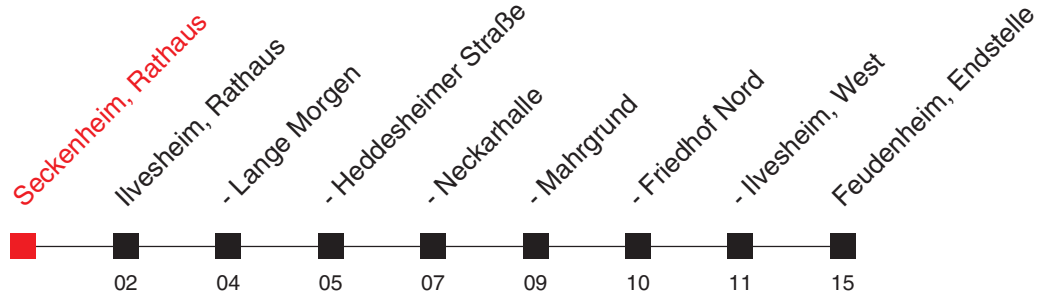 Seckenheim, Rathaus
Ilvesheim, Rathaus
- Lange Morgen
- Heddesheimer Straße
- Neckarhalle
- Mahrgrund
- Friedhof Nord
- Ilvesheim, West
Feudenheim, Endstelle
02 04 05 07 09 10 11 15